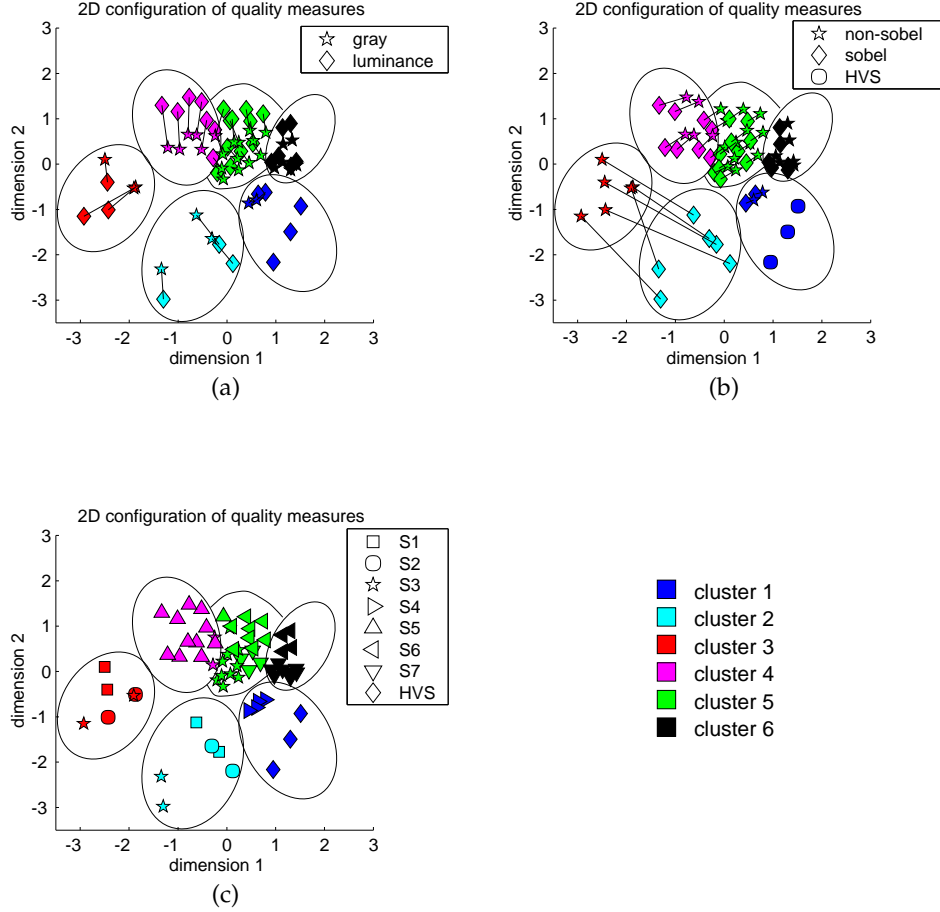 2D configuration of quality measures
gray
luminance
3
2
1
0
-1
-2
-3
dimension 2
-3 -2 -1 0 1 2 3
dimension 1
(a)
2D configuration of quality measures
non-sobel
sobel
HVS
3
2
1
0
-1
-2
-3
dimension 2
-3 -2 -1 0 1 2 3
dimension 1
(b)
2D configuration of quality measures
S1
S2
S3
S4
S5
S6
S7
HVS
3
2
1
0
-1
-2
-3
dimension 2
-3 -2 -1 0 1 2 3
dimension 1
(c)
cluster 1
cluster 2
cluster 3
cluster 4
cluster 5
cluster 6